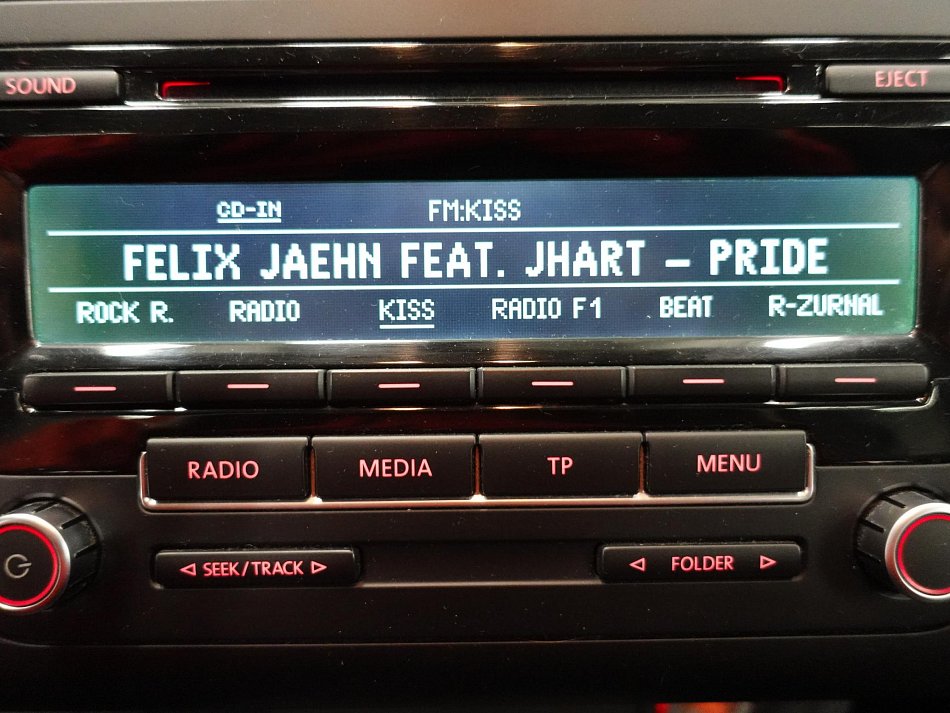 SOUND EJECT
CD-IN FM:KISS
FELIX JAEHN FEAT. JHART – PRIDE
ROCK R. RADIO KISS RADIO F1 BEAT R-ZURNAL
RADIO MEDIA TP MENU
◁ SEEK/TRACK ▷ ◁ FOLDER ▷